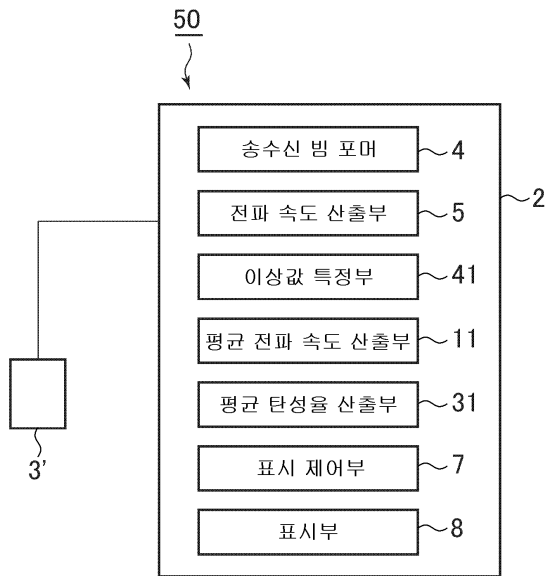 50
송수신 빔 포머 4
2
전파 속도 산출부 5
이상값 특정부 41
평균 전파 속도 산출부 11
평균 탄성율 산출부 31
표시 제어부 7
3'
표시부 8